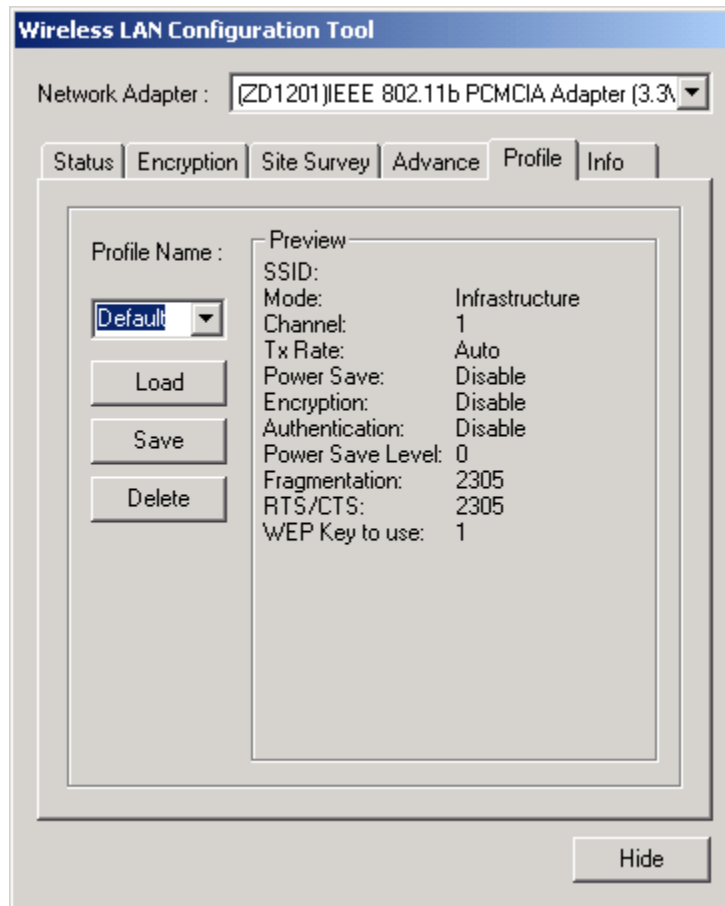 Wireless LAN Configuration Tool
Network Adapter : (ZD1201)IEEE 802.11b PCMCIA Adapter (3.3V
Status Encryption Site Survey Advance Profile Info
Profile Name :
Default
Load
Save
Delete
Preview
SSID:
Mode: Infrastructure
Channel: 1
Tx Rate: Auto
Power Save: Disable
Encryption: Disable
Authentication: Disable
Power Save Level: 0
Fragmentation: 2305
RTS/CTS: 2305
WEP Key to use: 1
Hide